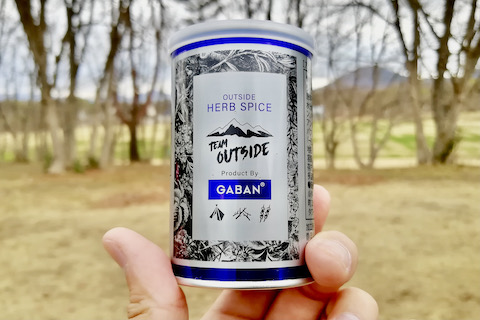 OUTSIDE
HERB SPICE
TEAM
OUTSIDE
Product By
GABAN®